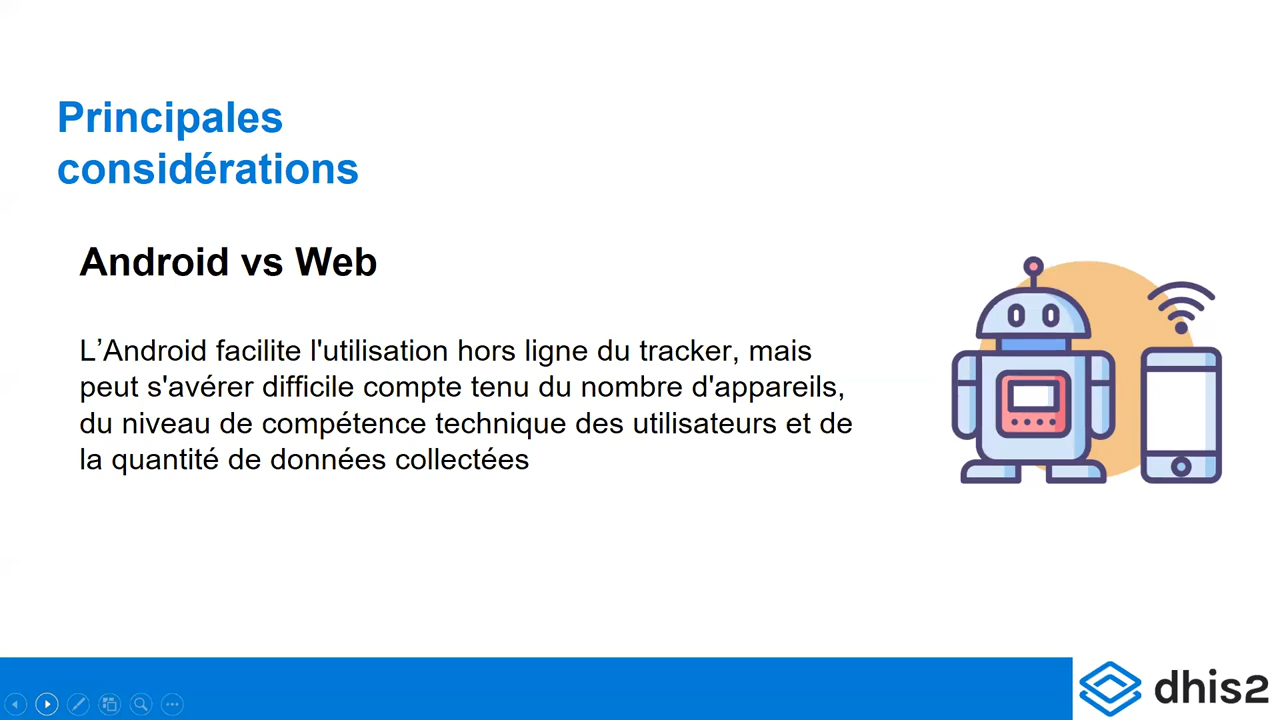 Principales
considérations
Android vs Web
L’Android facilite l'utilisation hors ligne du tracker, mais
peut s'avérer difficile compte tenu du nombre d'appareils,
du niveau de compétence technique des utilisateurs et de
la quantité de données collectées
dhis2